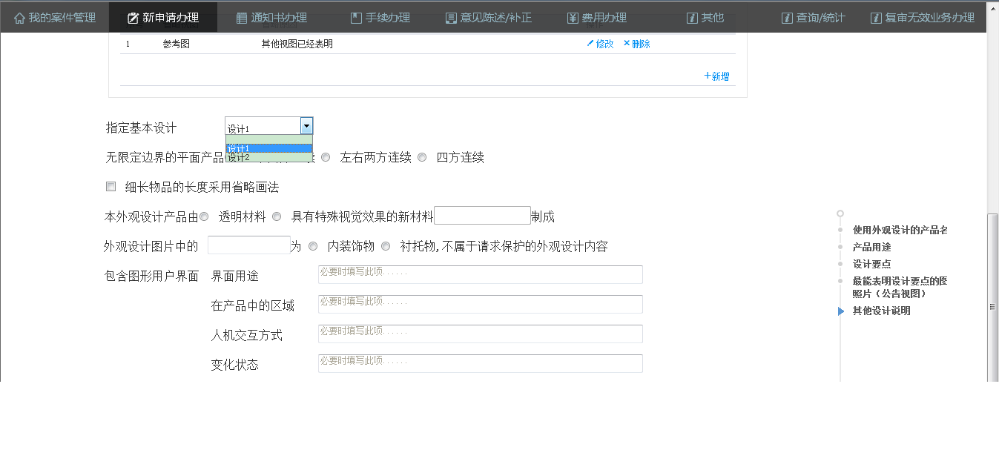 我的案件管理 新申请办理 通知书办理 手续办理 意见陈述/补正 费用办理 其他 查询/统计 复审无效业务办理
1 参考图 其他视图已经表明 修改 删除
+新增
指定基本设计 设计1
设计1
设计2
无限定边界的平面产品 左右两方连续 四方连续
细长物品的长度采用省略画法
本外观设计产品由 透明材料 具有特殊视觉效果的新材料 制成
外观设计图片中的 为 内装饰物 衬托物,不属于请求保护的外观设计内容
包含图形用户界面 界面用途 必要时填写此项......
在产品中的区域 必要时填写此项......
人机交互方式 必要时填写此项......
变化状态 必要时填写此项......
使用外观设计的产品名
产品用途
设计要点
最能表明设计要点的图
照片（公告视图）
其他设计说明